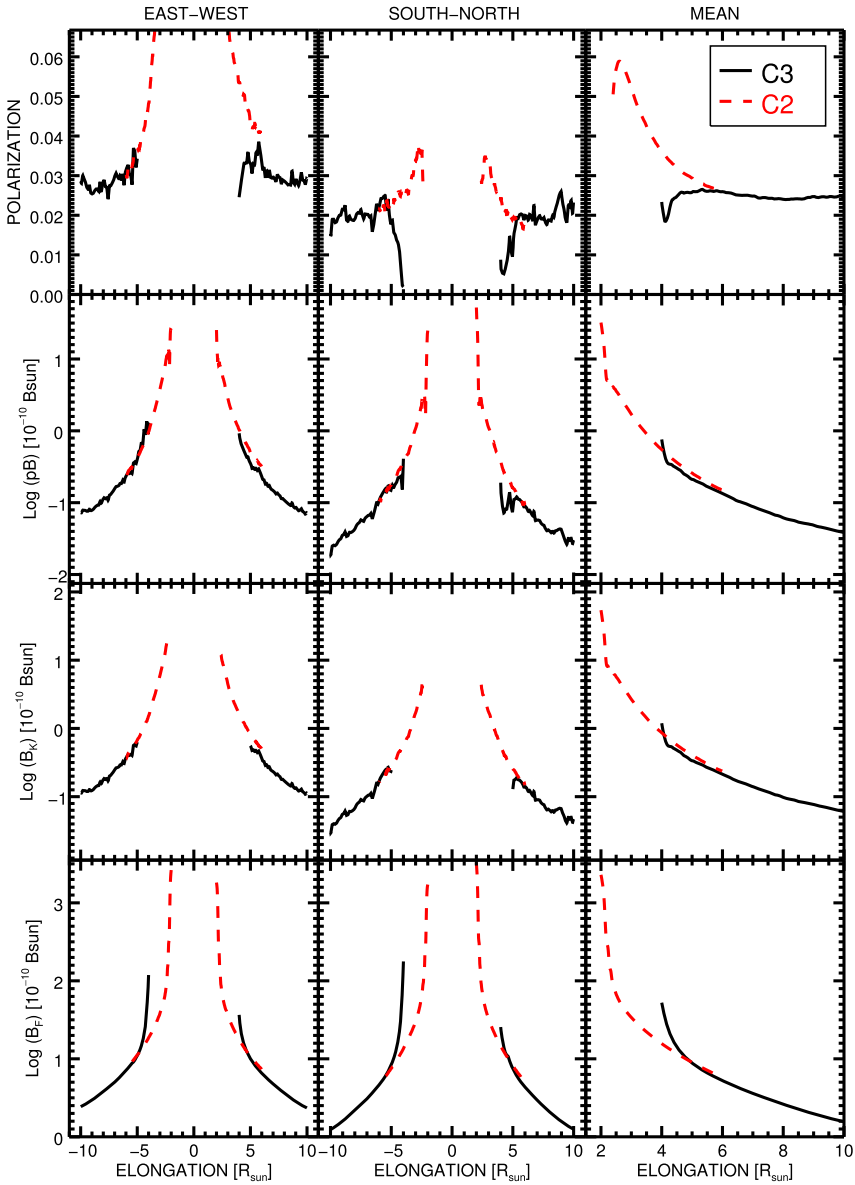 EAST−WEST SOUTH−NORTH MEAN
POLARIZATION
0.06
0.05
0.04
0.03
0.02
0.01
0.00
C3
C2
Log (pB) [10⁻¹⁰ Bsun]
1
0
−1
−2
Log (B_K) [10⁻¹⁰ Bsun]
2
1
0
−1
Log (B_F) [10⁻¹⁰ Bsun]
3
2
1
0
−10 −5 0 5 10 −5 0 5 10 2 4 6 8 10
ELONGATION [R_sun] ELONGATION [R_sun] ELONGATION [R_sun]